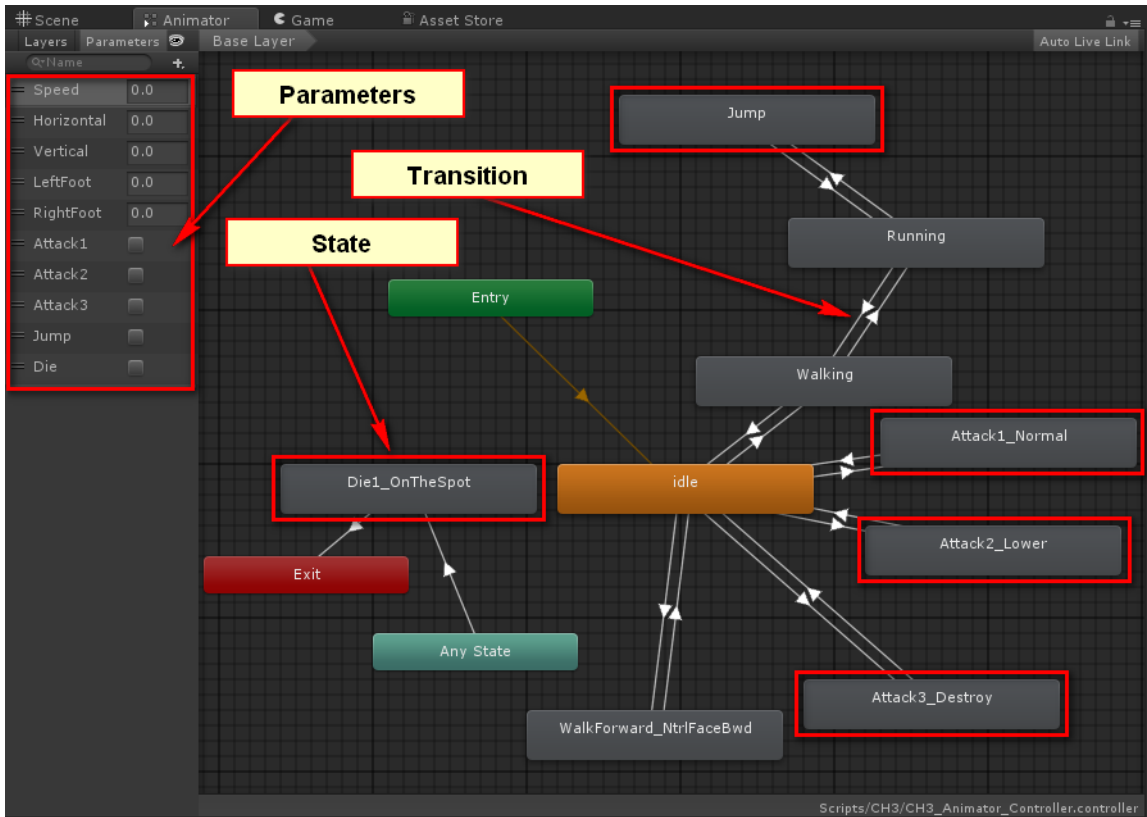 Scene Animator Game Asset Store
Layers Parameters Base Layer Auto Live Link
Name
Speed 0.0
Horizontal 0.0
Vertical 0.0
LeftFoot 0.0
RightFoot 0.0
Attack1
Attack2
Attack3
Jump
Die
Parameters
Transition
State
Jump
Running
Entry
Walking
Attack1_Normal
Die1_OnTheSpot
idle
Attack2_Lower
Exit
Any State
Attack3_Destroy
WalkForward_NtrlFaceBwd
Scripts/CH3/CH3_Animator_Controller.controller